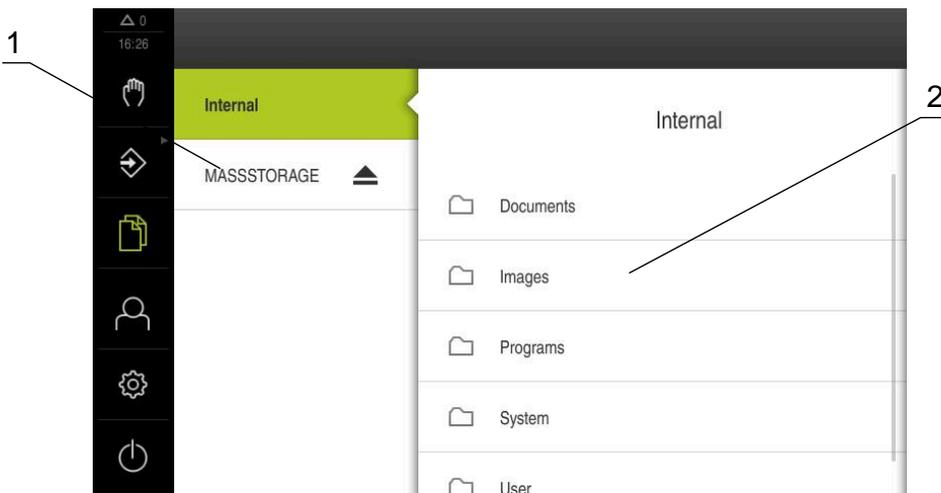 1
0
16:26
Internal
MASSSTORAGE
Internal
2
Documents
Images
Programs
System
User